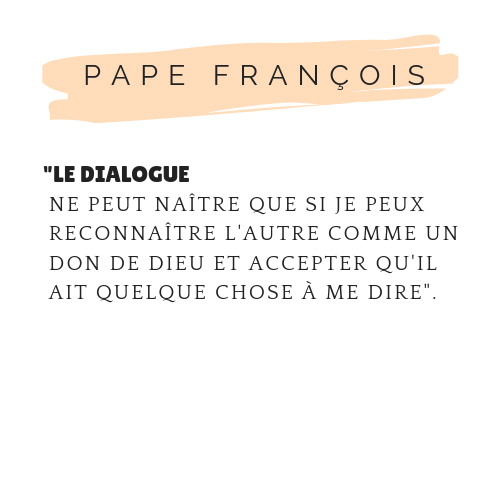 PAPE FRANÇOIS
"LE DIALOGUE
NE PEUT NAÎTRE QUE SI JE PEUX
RECONNAÎTRE L'AUTRE COMME UN
DON DE DIEU ET ACCEPTER QU'IL
AIT QUELQUE CHOSE À ME DIRE".